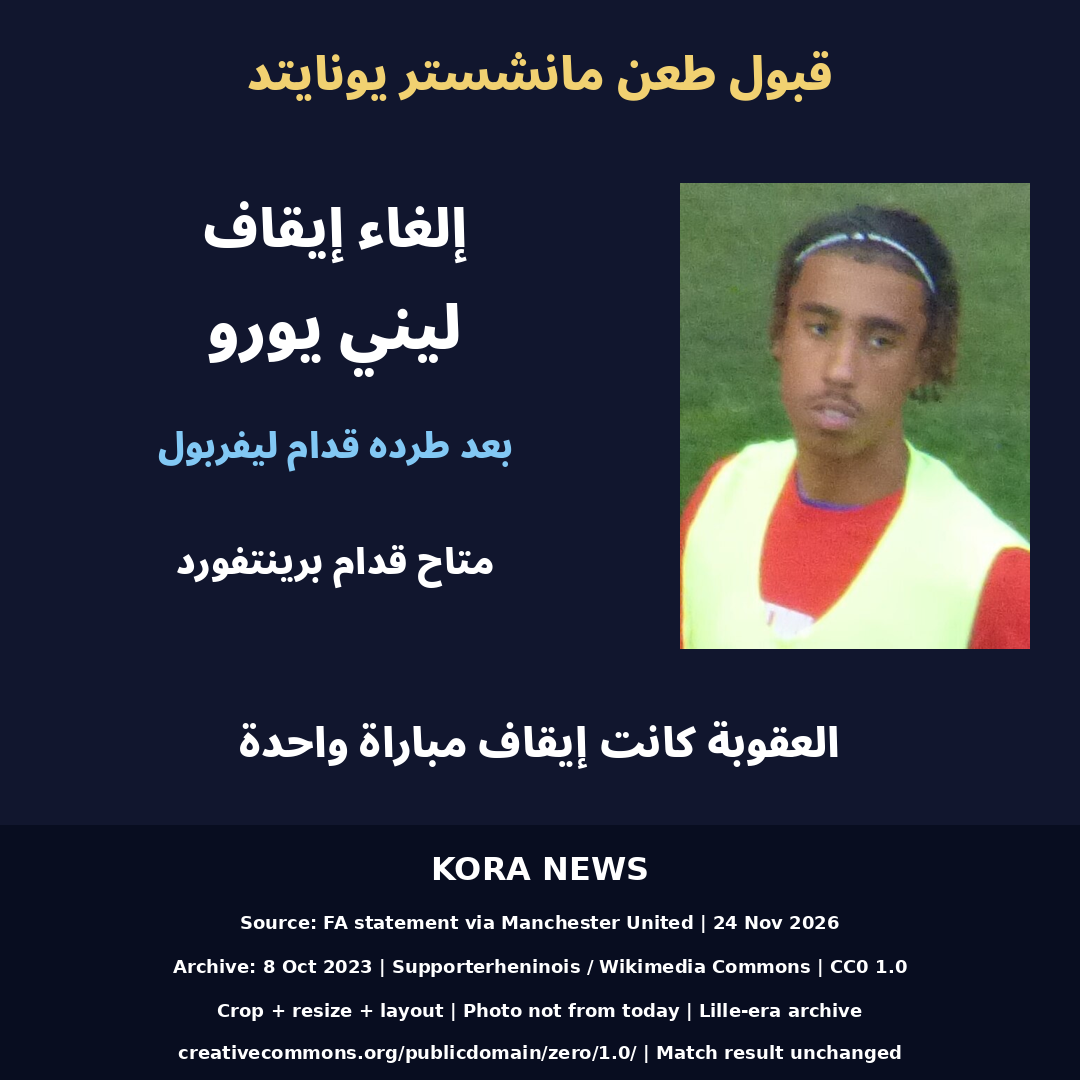 قبول طعن مانشستر يونايتد
إلغاء إيقاف
ليني يورو
بعد طرده قدام ليفربول
متاح قدام برينتفورد
العقوبة كانت إيقاف مباراة واحدة
KORA NEWS
Source: FA statement via Manchester United | 24 Nov 2026
Archive: 8 Oct 2023 | Supporterheninois / Wikimedia Commons | CC0 1.0
Crop + resize + layout | Photo not from today | Lille-era archive
creativecommons.org/publicdomain/zero/1.0/ | Match result unchanged